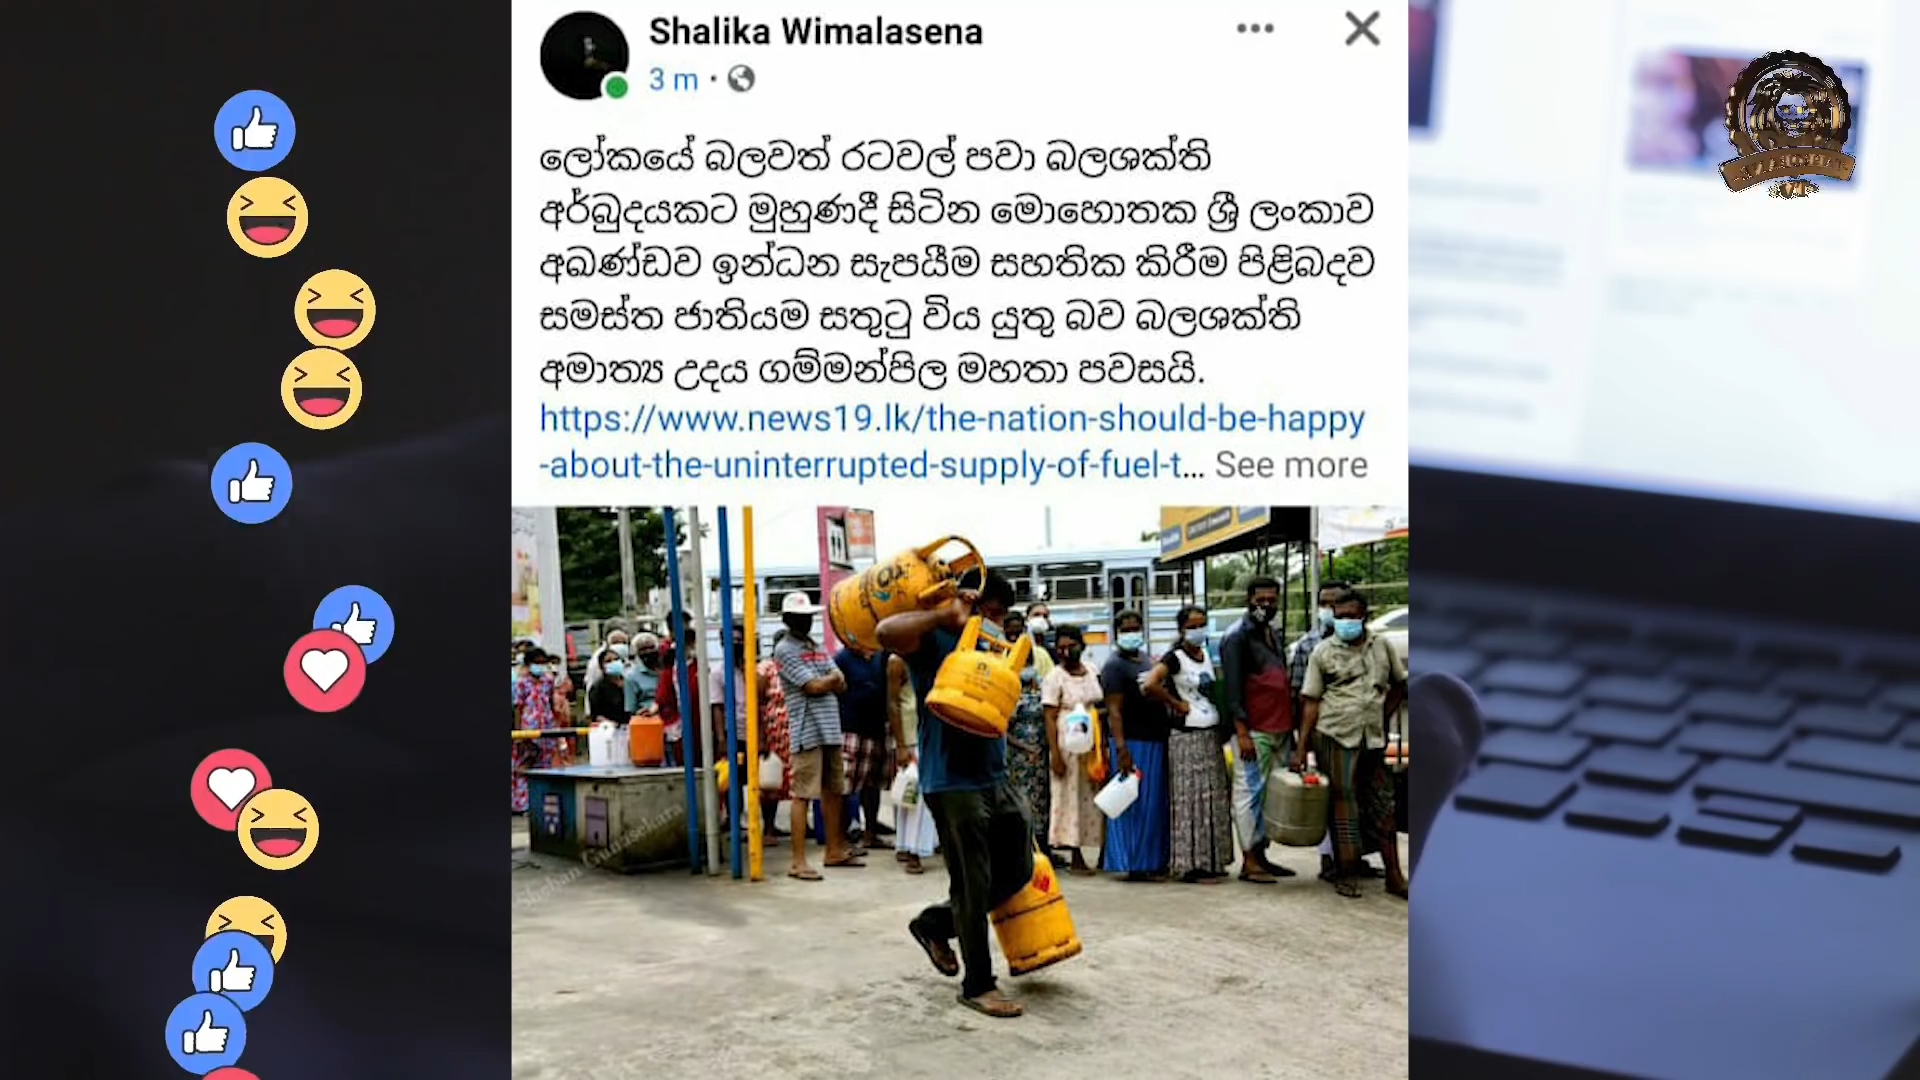 Shalika Wimalasena
3 m ·
ලෝකයේ බලවත් රටවල් පවා බලශක්ති
අර්බුදයකට මුහුණදී සිටින මොහොතක ශ්‍රී ලංකාව
අඛණ්ඩව ඉන්ධන සැපයීම සහතික කිරීම පිළිබදව
සමස්ත ජාතියම සතුටු විය යුතු බව බලශක්ති
අමාත්‍ය උදය ගම්මන්පිල මහතා පවසයි.
https://www.news19.lk/the-nation-should-be-happy
-about-the-uninterrupted-supply-of-fuel-t... See more